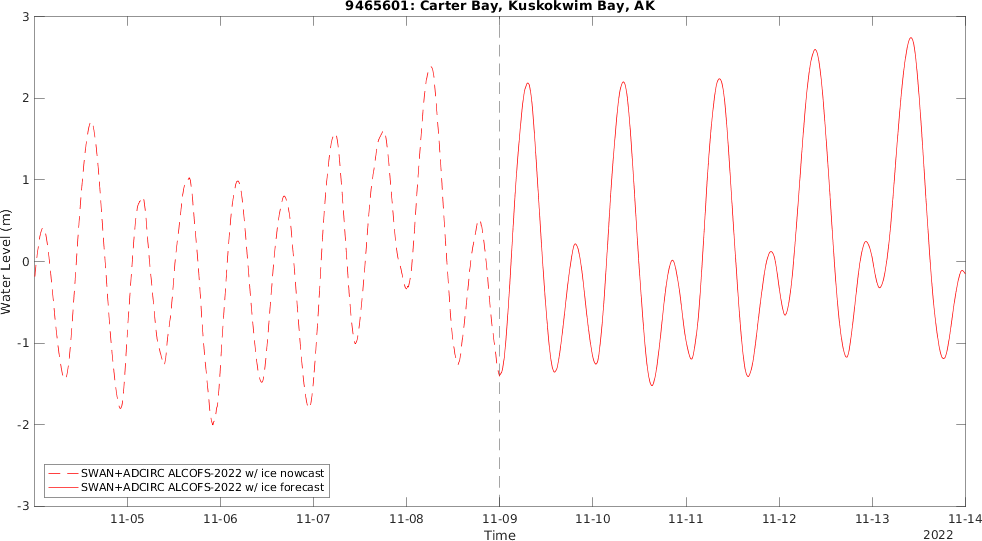 9465601: Carter Bay, Kuskokwim Bay, AK
3
2
1
0
-1
-2
-3
Water Level (m)
SWAN+ADCIRC ALCOFS-2022 w/ ice nowcast
SWAN+ADCIRC ALCOFS-2022 w/ ice forecast
11-05 11-06 11-07 11-08 11-09 11-10 11-11 11-12 11-13 11-14
Time
2022